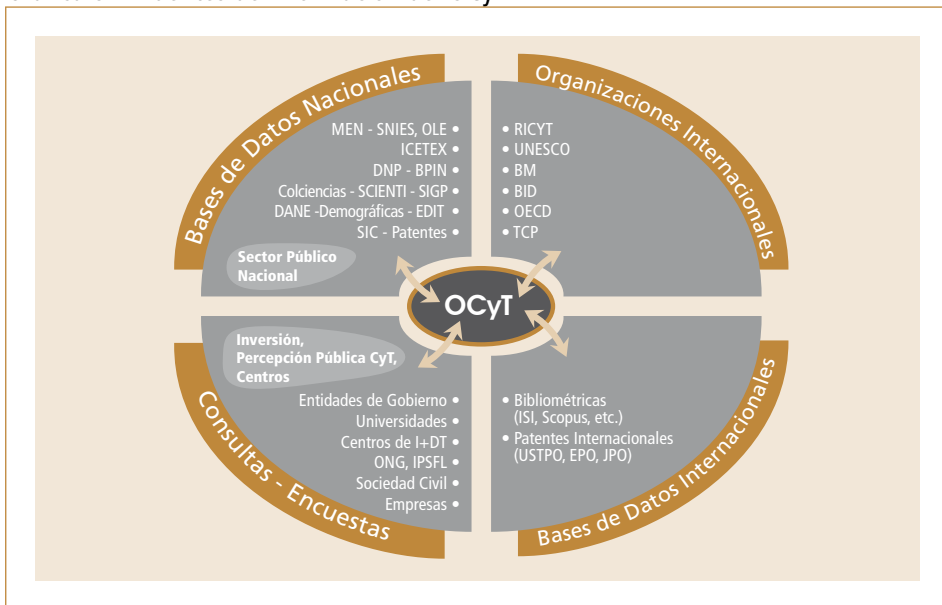 Bases de Datos Nacionales
MEN - SNIES, OLE •
ICETEX •
DNP - BPIN •
Colciencias - SCIENTI - SIGP •
DANE -Demográficas - EDIT •
SIC - Patentes •
Sector Público
Nacional
Organizaciones Internacionales
• RICYT
• UNESCO
• BM
• BID
• OECD
• TCP
OCyT
Inversión,
Percepción Pública CyT,
Centros
Entidades de Gobierno •
Universidades •
Centros de I+DT •
ONG, IPSFL •
Sociedad Civil •
Empresas •
Consultas - Encuestas
• Bibliométricas
(ISI, Scopus, etc.)
• Patentes Internacionales
(USTPO, EPO, JPO)
Bases de Datos Internacionales